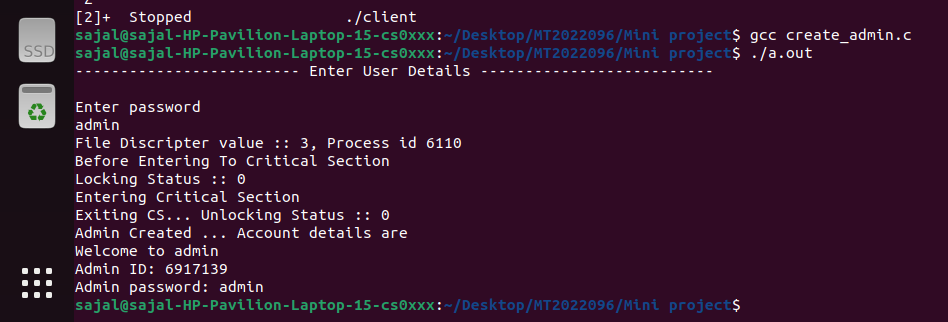 [2]+ Stopped ./client
sajal@sajal-HP-Pavilion-Laptop-15-cs0xxx:~/Desktop/MT2022096/Mini project$ gcc create_admin.c
sajal@sajal-HP-Pavilion-Laptop-15-cs0xxx:~/Desktop/MT2022096/Mini project$ ./a.out
------------------------- Enter User Details --------------------------
Enter password
admin
File Discripter value :: 3, Process id 6110
Before Entering To Critical Section
Locking Status :: 0
Entering Critical Section
Exiting CS... Unlocking Status :: 0
Admin Created ... Account details are
Welcome to admin
Admin ID: 6917139
Admin password: admin
sajal@sajal-HP-Pavilion-Laptop-15-cs0xxx:~/Desktop/MT2022096/Mini project$
SSD